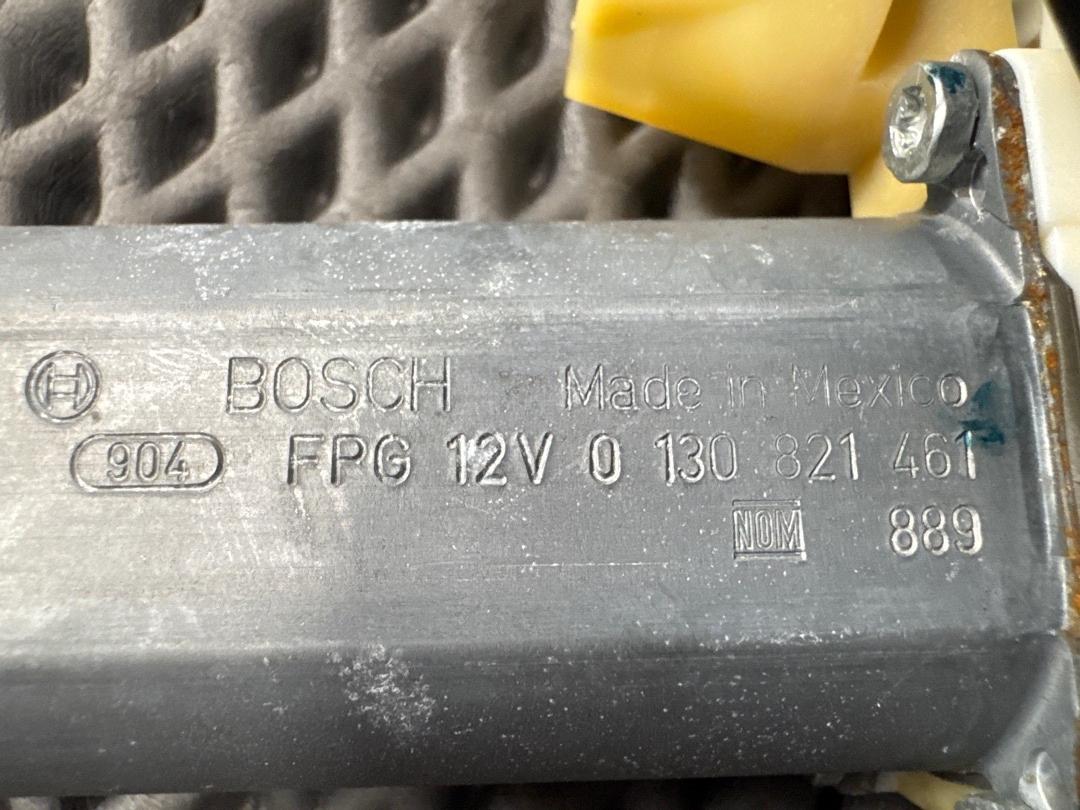 BOSCH Made in Mexico
904 FPG 12V 0 130 821 461
NOM 889